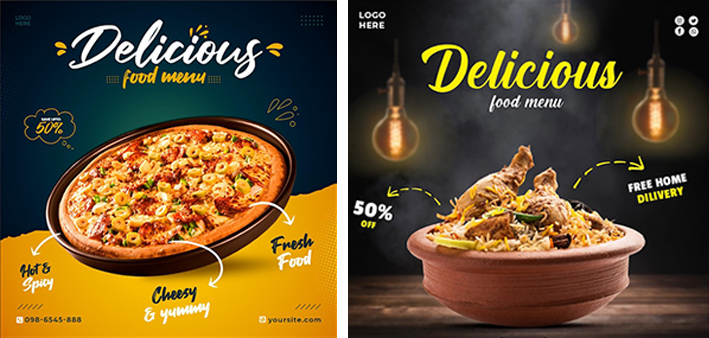 LOGO
HERE
Delicious
food menu
SAVE UPTO
50%
Fresh
Food
Hot &
Spicy
Cheesy
& yummy
098-6545-888
yoursite.com
LOGO
HERE
Delicious
food menu
50%
OFF
FREE HOME
DILIVERY